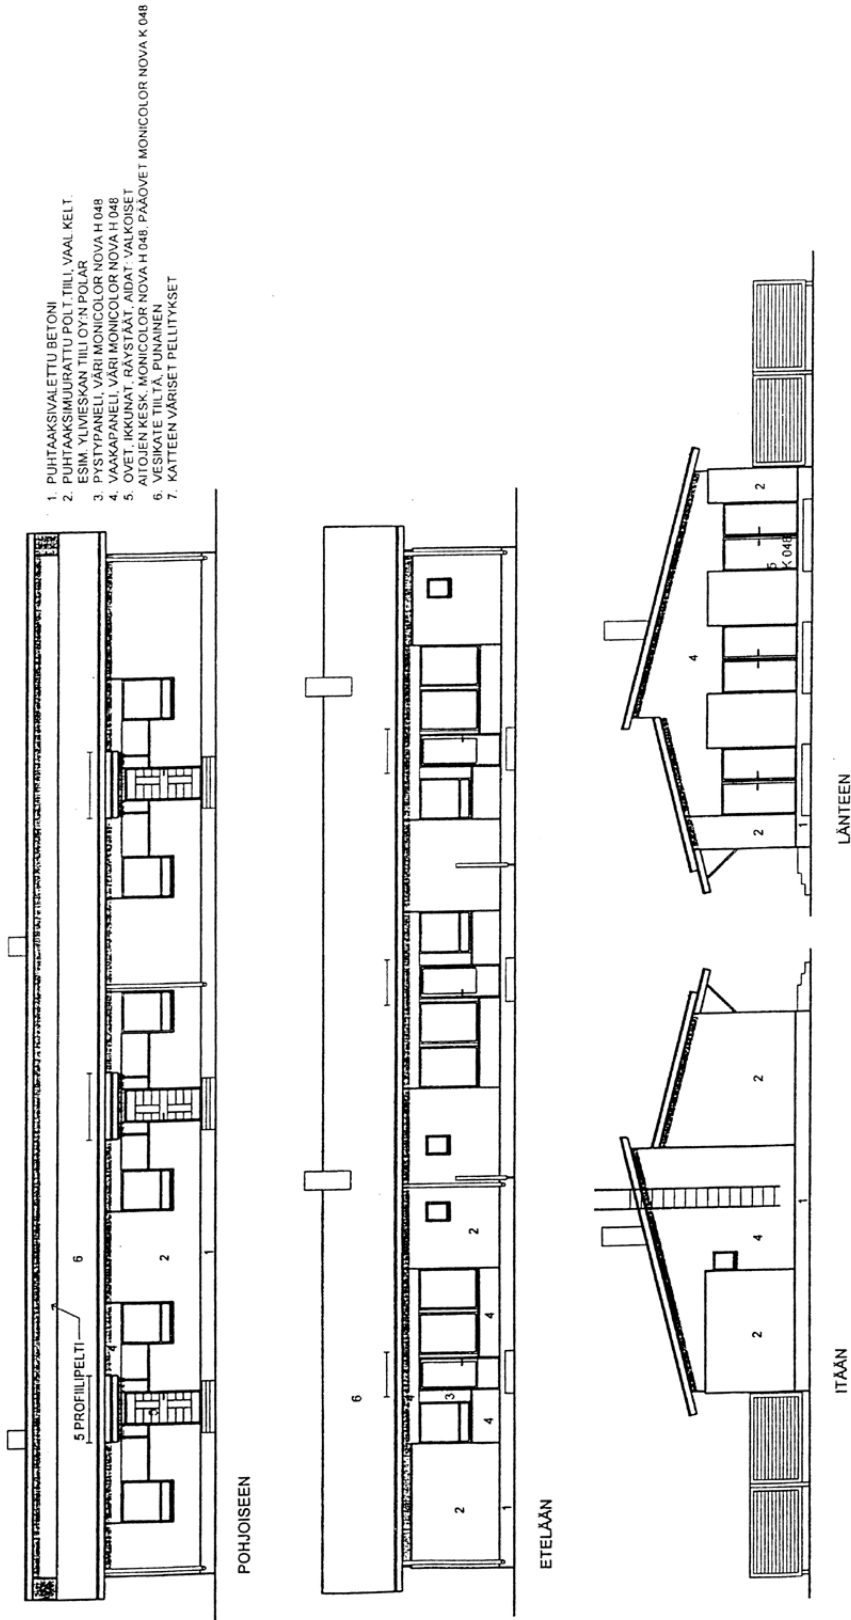 1. PUHTAAKSIVALETTU BETONI
2. PUHTAAKSIMUURATTU POLT.TIILI, VAAL.KELT.
ESIM. YLIVIESKAN TIILI OY:N POLAR
3. PYSTYPANELI, VÄRI MONICOLOR NOVA H 048
4. VAAKAPANELI, VÄRI MONICOLOR NOVA H 048
5. OVET, IKKUNAT, RÄYSTÄÄT, AIDAT: VALKOISET
AITOJEN KESK. MONICOLOR NOVA H 048, PÄÄOVET MONICOLOR NOVA K 048
6. VESIKATE TIILTÄ, PUNAINEN
7. KATTEEN VÄRISET PELLITYKSET
5 PROFIILIPELTI
6
4
2
5
1
POHJOISEEN
6
4
3
2
4
4
2
1
ETELÄÄN
2
4
2
1
ITÄÄN
4
2
5
K 048
2
1
LÄNTEEN